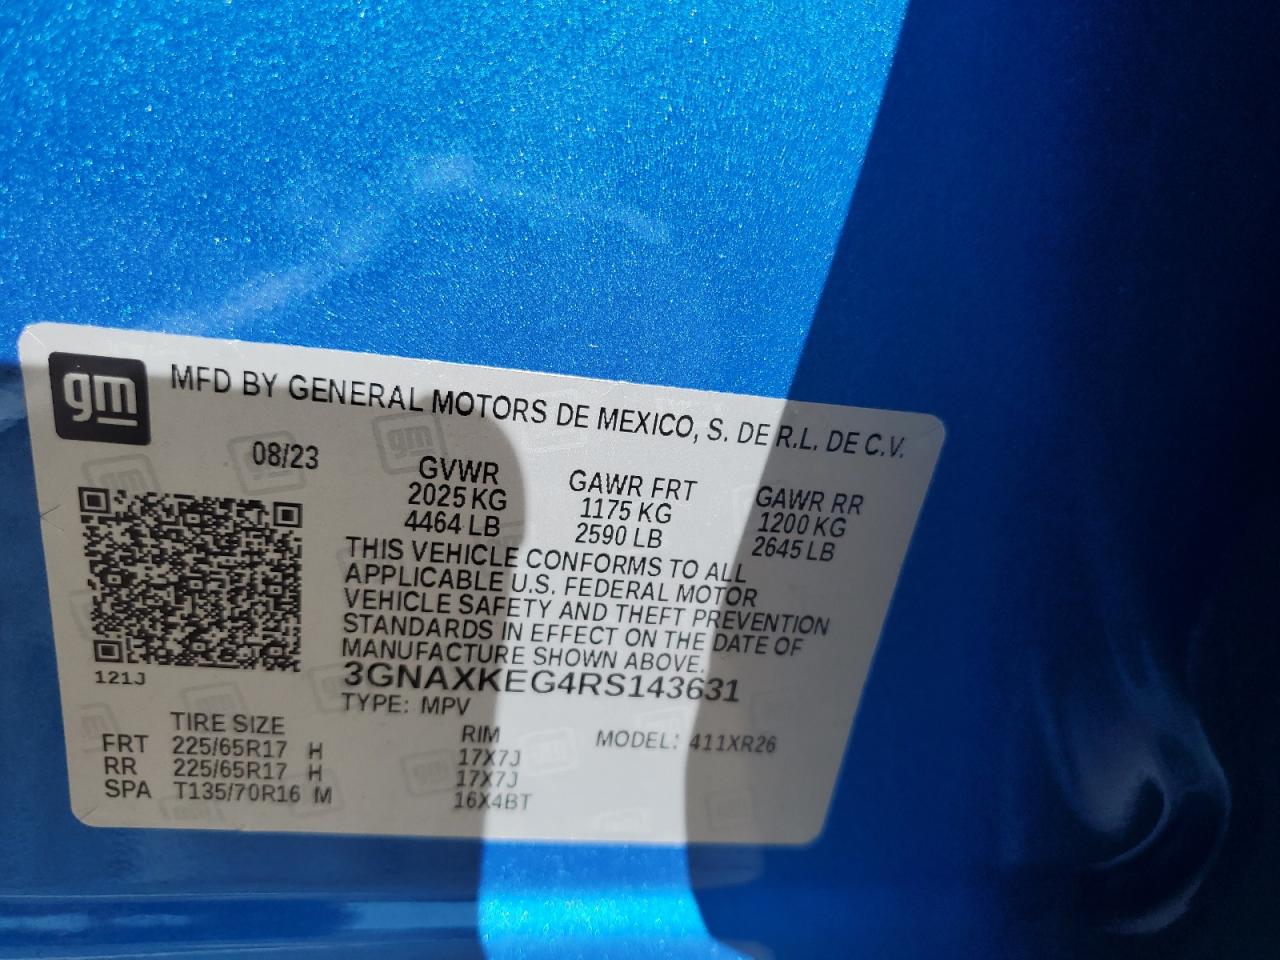 gm
MFD BY GENERAL MOTORS DE MEXICO, S. DE R.L. DE C.V.
08/23
GVWR GAWR FRT GAWR RR
2025 KG 1175 KG 1200 KG
4464 LB 2590 LB 2645 LB
THIS VEHICLE CONFORMS TO ALL
APPLICABLE U.S. FEDERAL MOTOR
VEHICLE SAFETY AND THEFT PREVENTION
STANDARDS IN EFFECT ON THE DATE OF
MANUFACTURE SHOWN ABOVE.
121J
3GNAXKEG4RS143631
TYPE: MPV
TIRE SIZE RIM MODEL: 411XR26
FRT 225/65R17 H 17X7J
RR 225/65R17 H 17X7J
SPA T135/70R16 M 16X4BT